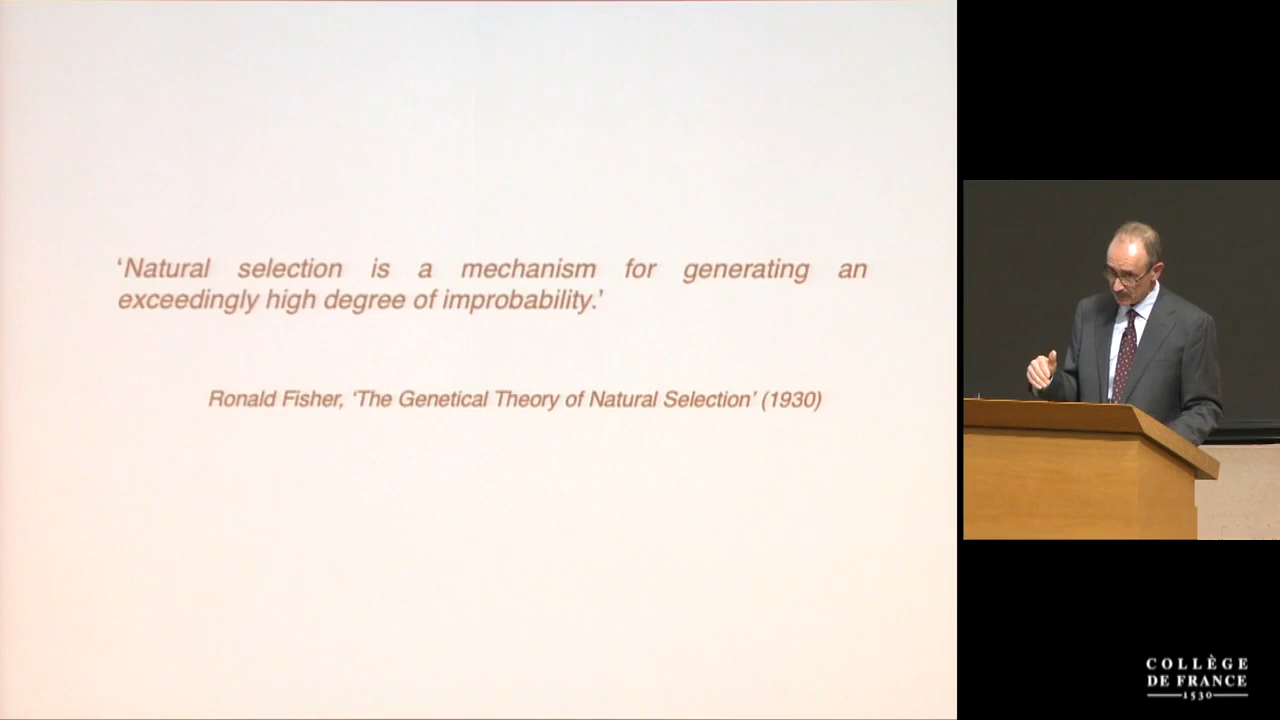 ‘Natural selection is a mechanism for generating an
exceedingly high degree of improbability.’
Ronald Fisher, ‘The Genetical Theory of Natural Selection’ (1930)
COLLÈGE
DE FRANCE
1530